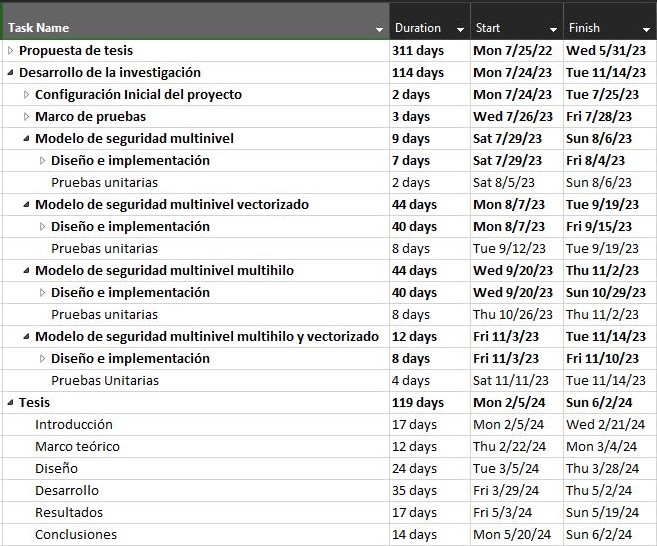 Task Name Duration Start Finish
Propuesta de tesis 311 days Mon 7/25/22 Wed 5/31/23
Desarrollo de la investigación 114 days Mon 7/24/23 Tue 11/14/23
Configuración Inicial del proyecto 2 days Mon 7/24/23 Tue 7/25/23
Marco de pruebas 3 days Wed 7/26/23 Fri 7/28/23
Modelo de seguridad multinivel 9 days Sat 7/29/23 Sun 8/6/23
Diseño e implementación 7 days Sat 7/29/23 Fri 8/4/23
Pruebas unitarias 2 days Sat 8/5/23 Sun 8/6/23
Modelo de seguridad multinivel vectorizado 44 days Mon 8/7/23 Tue 9/19/23
Diseño e implementación 40 days Mon 8/7/23 Fri 9/15/23
Pruebas unitarias 8 days Tue 9/12/23 Tue 9/19/23
Modelo de seguridad multinivel multihilo 44 days Wed 9/20/23 Thu 11/2/23
Diseño e implementación 40 days Wed 9/20/23 Sun 10/29/23
Pruebas unitarias 8 days Thu 10/26/23 Thu 11/2/23
Modelo de seguridad multinivel multihilo y vectorizado 12 days Fri 11/3/23 Tue 11/14/23
Diseño e implementación 8 days Fri 11/3/23 Fri 11/10/23
Pruebas Unitarias 4 days Sat 11/11/23 Tue 11/14/23
Tesis 119 days Mon 2/5/24 Sun 6/2/24
Introducción 17 days Mon 2/5/24 Wed 2/21/24
Marco teórico 12 days Thu 2/22/24 Mon 3/4/24
Diseño 24 days Tue 3/5/24 Thu 3/28/24
Desarrollo 35 days Fri 3/29/24 Thu 5/2/24
Resultados 17 days Fri 5/3/24 Sun 5/19/24
Conclusiones 14 days Mon 5/20/24 Sun 6/2/24